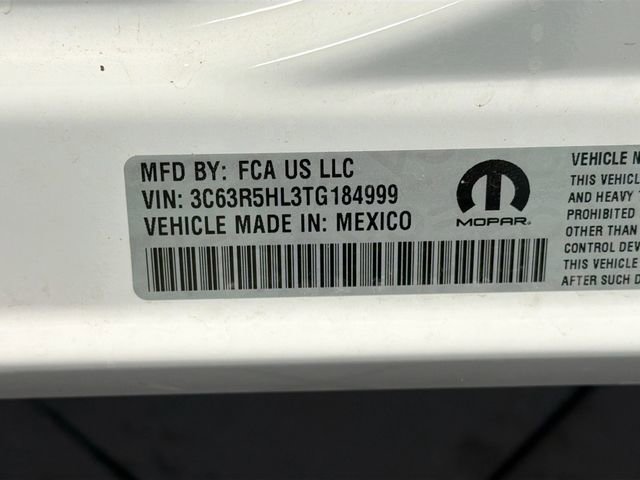 MFD BY: FCA US LLC
VIN: 3C63R5HL3TG184999
VEHICLE MADE IN: MEXICO
MOPAR
VEHICLE
THIS VEHICL
AND HEAVY
PROHIBITED
OTHER THAN
CONTROL DEV
THIS VEHICLE
AFTER SUCH D